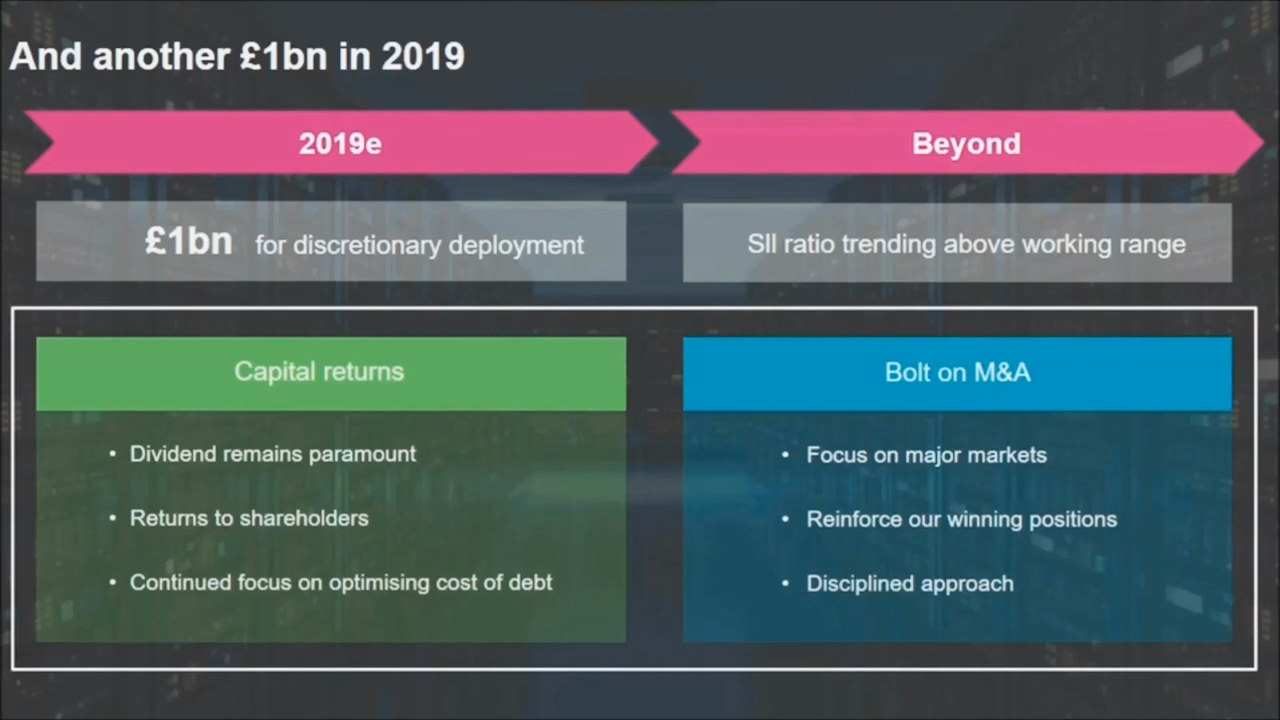 And another £1bn in 2019
2019e
Beyond
£1bn for discretionary deployment
SII ratio trending above working range
Capital returns
• Dividend remains paramount
• Returns to shareholders
• Continued focus on optimising cost of debt
Bolt on M&A
• Focus on major markets
• Reinforce our winning positions
• Disciplined approach